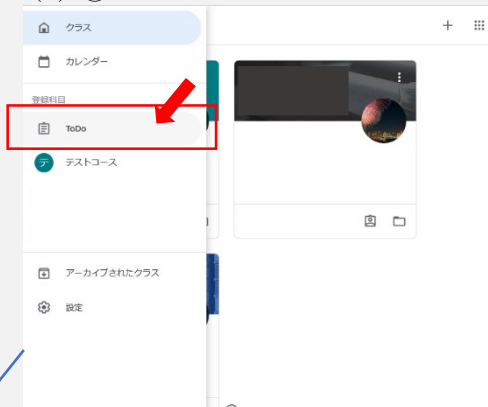 クラス
カレンダー
登録科目
ToDo
テ テストコース
アーカイブされたクラス
設定